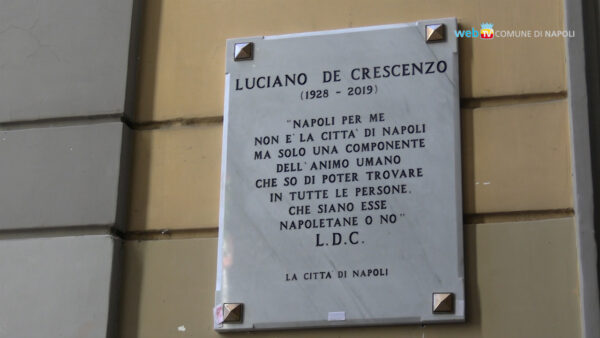 web tv COMUNE DI NAPOLI
LUCIANO DE CRESCENZO
(1928 - 2019)
"NAPOLI PER ME
NON E' LA CITTA' DI NAPOLI
MA SOLO UNA COMPONENTE
DELL'ANIMO UMANO
CHE SO DI POTER TROVARE
IN TUTTE LE PERSONE,
CHE SIANO ESSE
NAPOLETANE O NO"
L.D.C.
LA CITTA DI NAPOLI